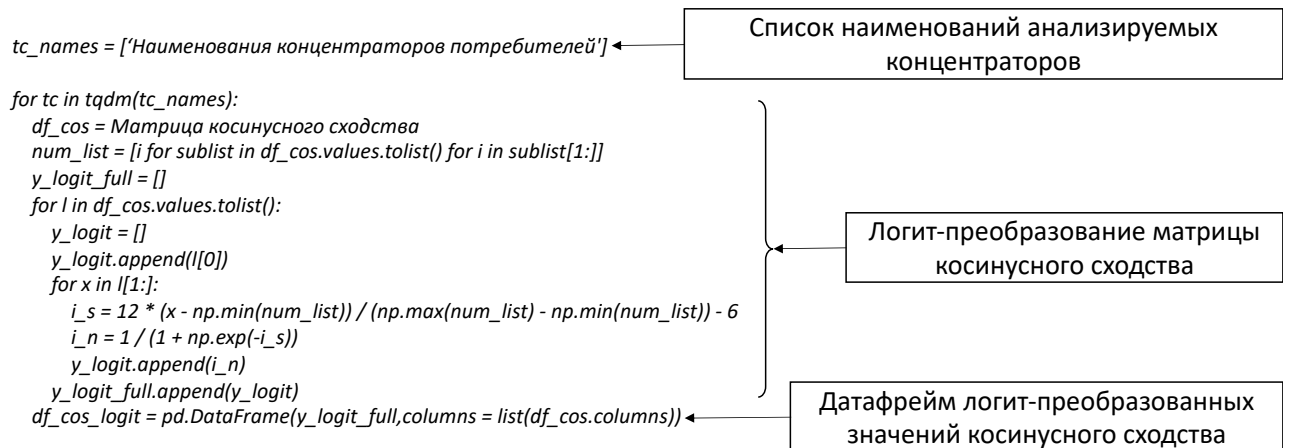 tc_names = [‘Наименования концентраторов потребителей']
Список наименований анализируемых
концентраторов
for tc in tqdm(tc_names):
df_cos = Матрица косинусного сходства
num_list = [i for sublist in df_cos.values.tolist() for i in sublist[1:]]
y_logit_full = []
for l in df_cos.values.tolist():
y_logit = []
y_logit.append(l[0])
for x in l[1:]:
i_s = 12 * (x - np.min(num_list)) / (np.max(num_list) - np.min(num_list)) - 6
i_n = 1 / (1 + np.exp(-i_s))
y_logit.append(i_n)
y_logit_full.append(y_logit)
Логит-преобразование матрицы
косинусного сходства
df_cos_logit = pd.DataFrame(y_logit_full,columns = list(df_cos.columns))
Датафрейм логит-преобразованных
значений косинусного сходства